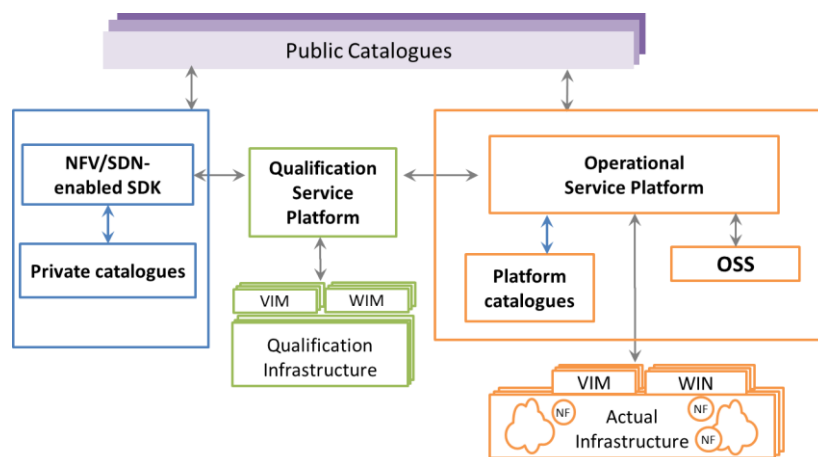 Public Catalogues
NFV/SDN-
enabled SDK
Private catalogues
Qualification
Service
Platform
VIM
WIM
Qualification
Infrastructure
Operational
Service Platform
Platform
catalogues
OSS
VIM
WIN
NF
Actual
Infrastructure
NF
NF